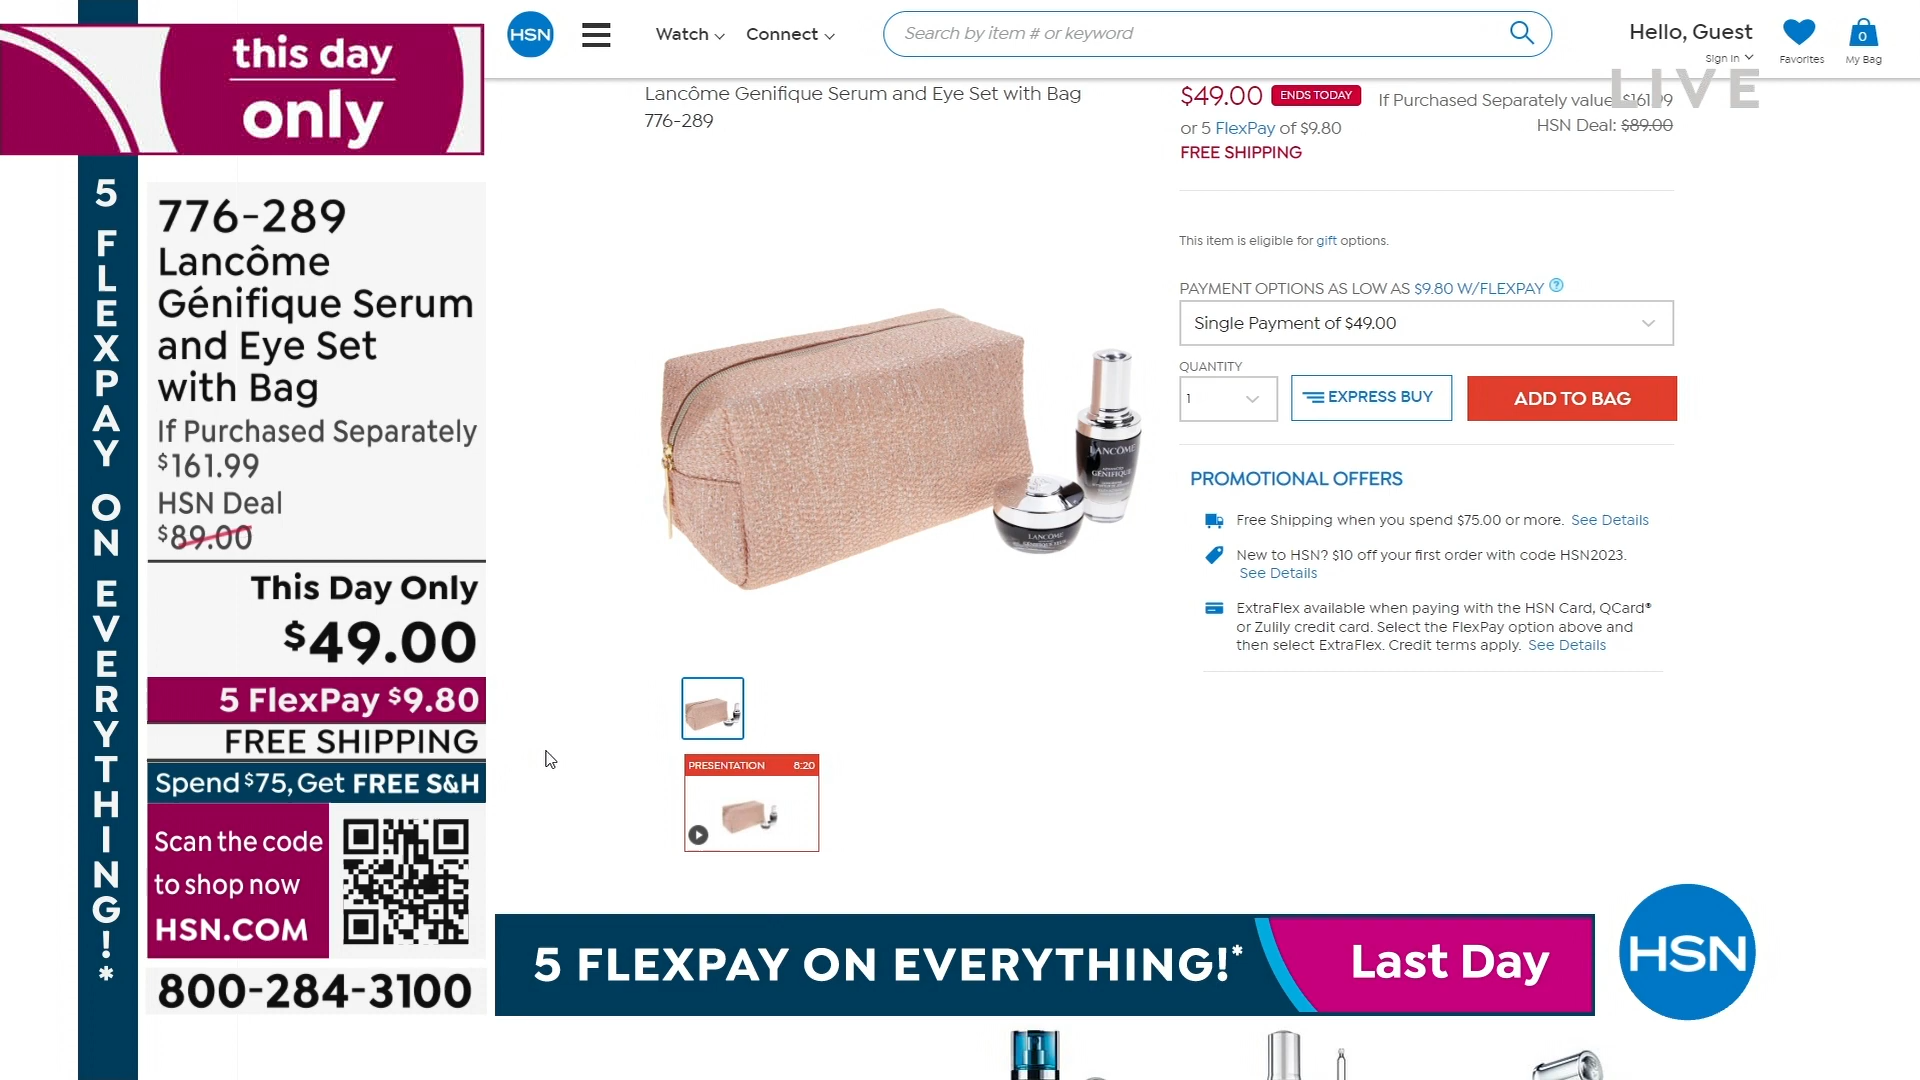 this day
only
5 FLEXPAY ON EVERYTHING!*
776-289
Lancôme
Génifique Serum
and Eye Set
with Bag
If Purchased Separately
$161.99
HSN Deal
$89.00
This Day Only
$49.00
5 FlexPay $9.80
FREE SHIPPING
Spend $75, Get FREE S&H
Scan the code
to shop now
HSN.COM
800-284-3100
HSN
Watch
Connect
Search by item # or keyword
Hello, Guest
Sign In
Favorites
0
My Bag
LIVE
Lancôme Genifique Serum and Eye Set with Bag
776-289
$49.00
ENDS TODAY
If Purchased Separately value: $161.99
or 5 FlexPay of $9.80
HSN Deal: $89.00
FREE SHIPPING
This item is eligible for gift options.
PAYMENT OPTIONS AS LOW AS $9.80 W/FLEXPAY ?
Single Payment of $49.00
QUANTITY
1
EXPRESS BUY
ADD TO BAG
PROMOTIONAL OFFERS
Free Shipping when you spend $75.00 or more. See Details
New to HSN? $10 off your first order with code HSN2023.
See Details
ExtraFlex available when paying with the HSN Card, QCard®
or Zulily credit card. Select the FlexPay option above and
then select ExtraFlex. Credit terms apply. See Details
LANCÔME
GÉNIFIQUE
LANCÔME
PRESENTATION 8:20
5 FLEXPAY ON EVERYTHING!*
Last Day
HSN